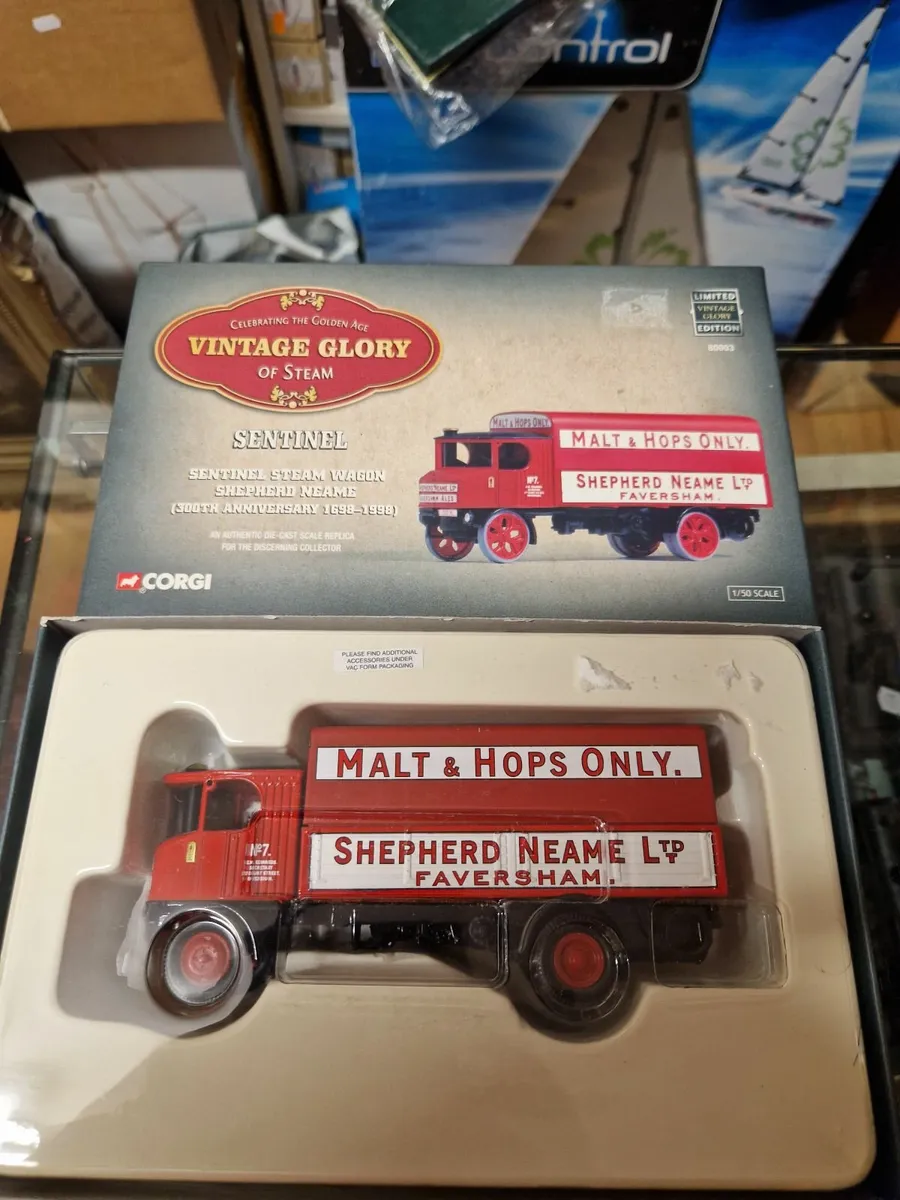 ontrol
CELEBRATING THE GOLDEN AGE
VINTAGE GLORY
OF STEAM
LIMITED
VINTAGE
GLORY
EDITION
SENTINEL
SENTINEL STEAM WAGON
SHEPHERD NEAME
(300TH ANNIVERSARY 1698-1998)
AN AUTHENTIC DIE-CAST SCALE REPLICA
FOR THE DISCERNING COLLECTOR
CORGI
MALT & HOPS ONLY.
MALT & HOPS ONLY.
SHEPHERD NEAME LTD
FAVERSHAM.
Nº7.
1/50 SCALE
PLEASE FIND ADDITIONAL
ACCESSORIES UNDER
VAC FORM PACKAGING
MALT & HOPS ONLY.
SHEPHERD NEAME LTD
FAVERSHAM.
Nº7.